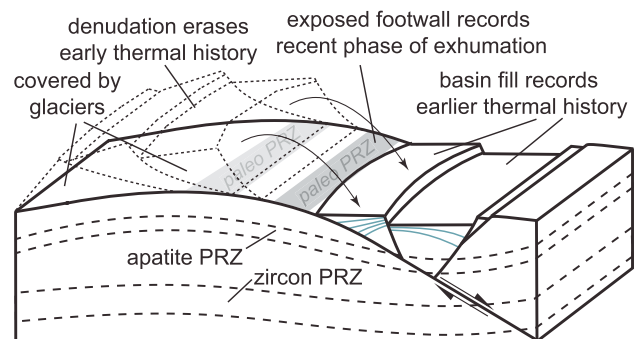 denudation erases
early thermal history
exposed footwall records
recent phase of exhumation
covered by
glaciers
basin fill records
earlier thermal history
paleo PRZ
paleo PRZ
apatite PRZ
zircon PRZ